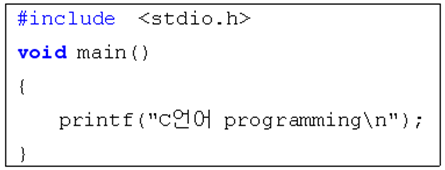 #include <stdio.h>
void main()
{
printf("C언어 programming\n");
}